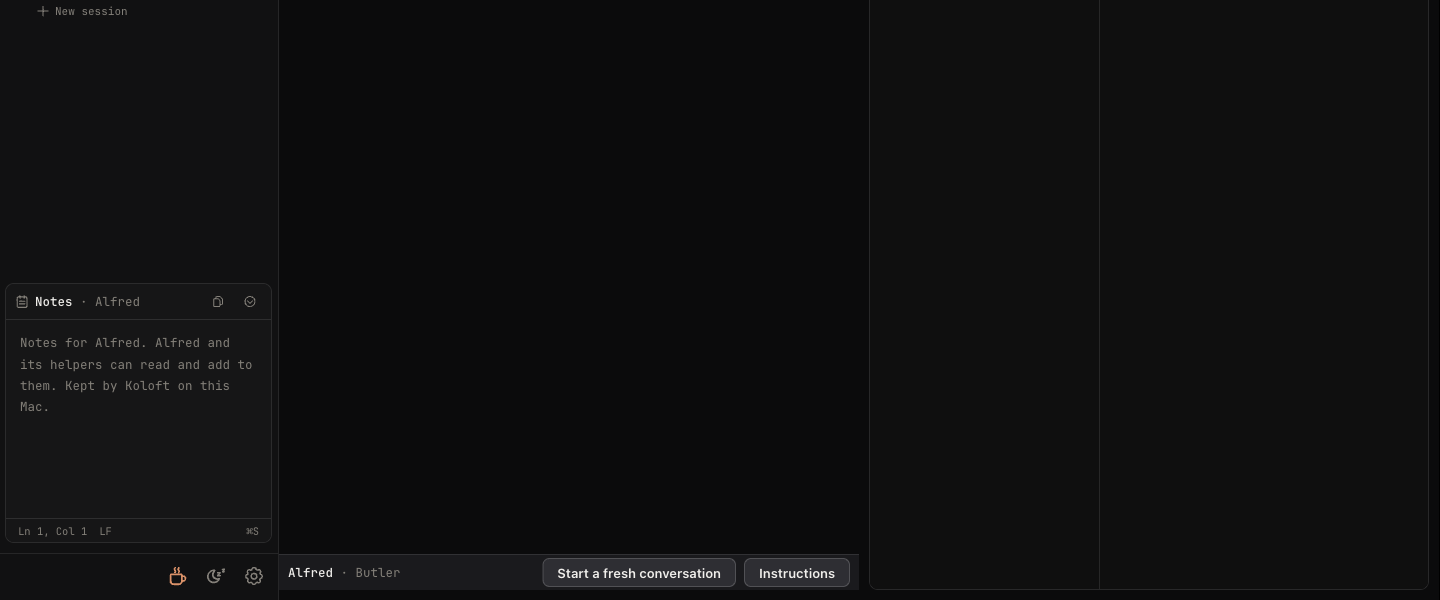 New session
Notes · Alfred
Notes for Alfred. Alfred and
its helpers can read and add to
them. Kept by Koloft on this
Mac.
Ln 1, Col 1 LF ⌘S
Alfred · Butler Start a fresh conversation Instructions